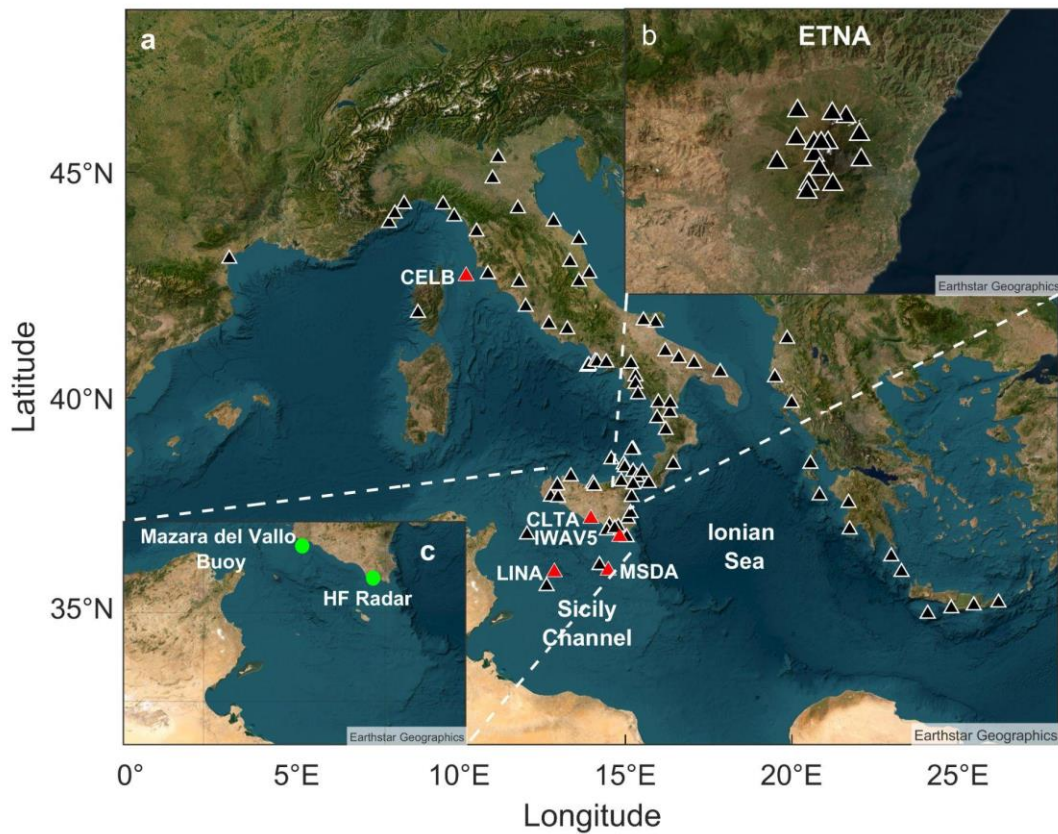 a
b
ETNA
Earthstar Geographics
45°N
40°N
35°N
Latitude
CELB
CLTA
IWAV5
LINA
MSDA
Ionian
Sea
Sicily
Channel
c
Mazara del Vallo
Buoy
HF Radar
Earthstar Geographics
Earthstar Geographics
0°
5°E
10°E
15°E
20°E
25°E
Longitude